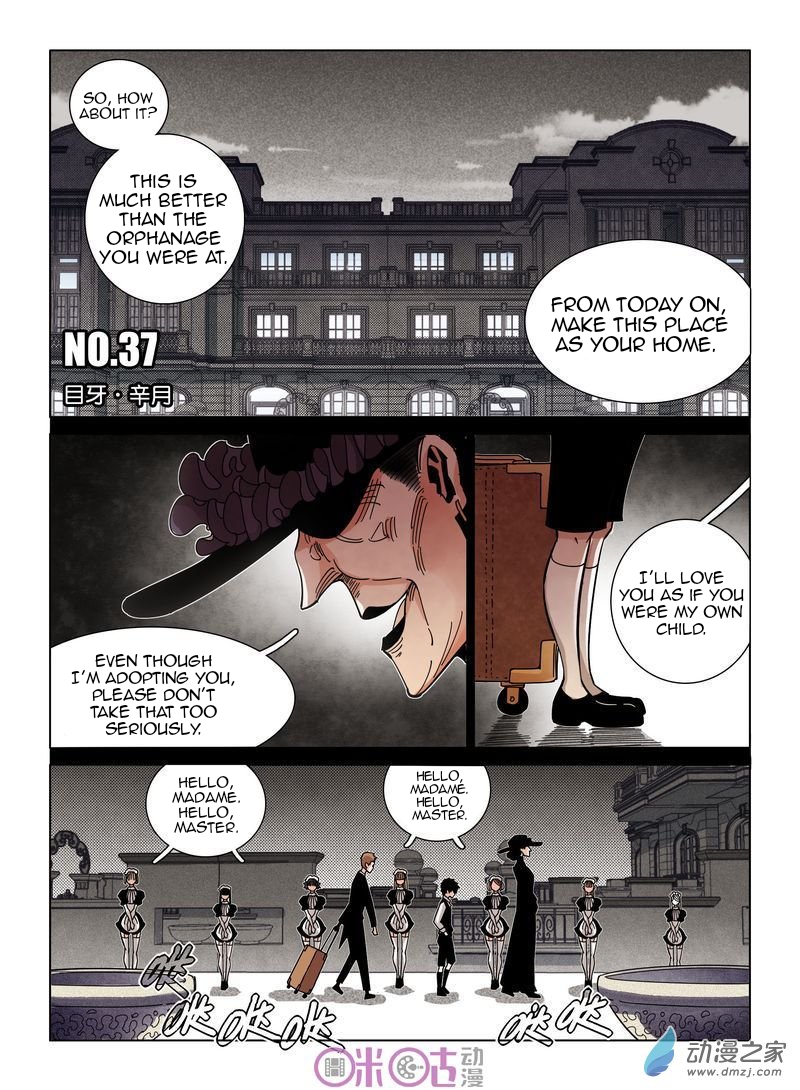 SO, HOW
ABOUT IT?
THIS IS
MUCH BETTER
THAN THE
ORPHANAGE
YOU WERE AT.
FROM TODAY ON,
MAKE THIS PLACE
AS YOUR HOME.
NO.37
目牙·辛月
EVEN THOUGH
I'M ADOPTING YOU,
PLEASE DON'T
TAKE THAT TOO
SERIOUSLY.
I'LL LOVE
YOU AS IF YOU
WERE MY OWN
CHILD.
HELLO,
MADAME.
HELLO,
MASTER.
HELLO,
MADAME.
HELLO,
MASTER.
咪咕动漫
动漫之家
www.dmzj.com